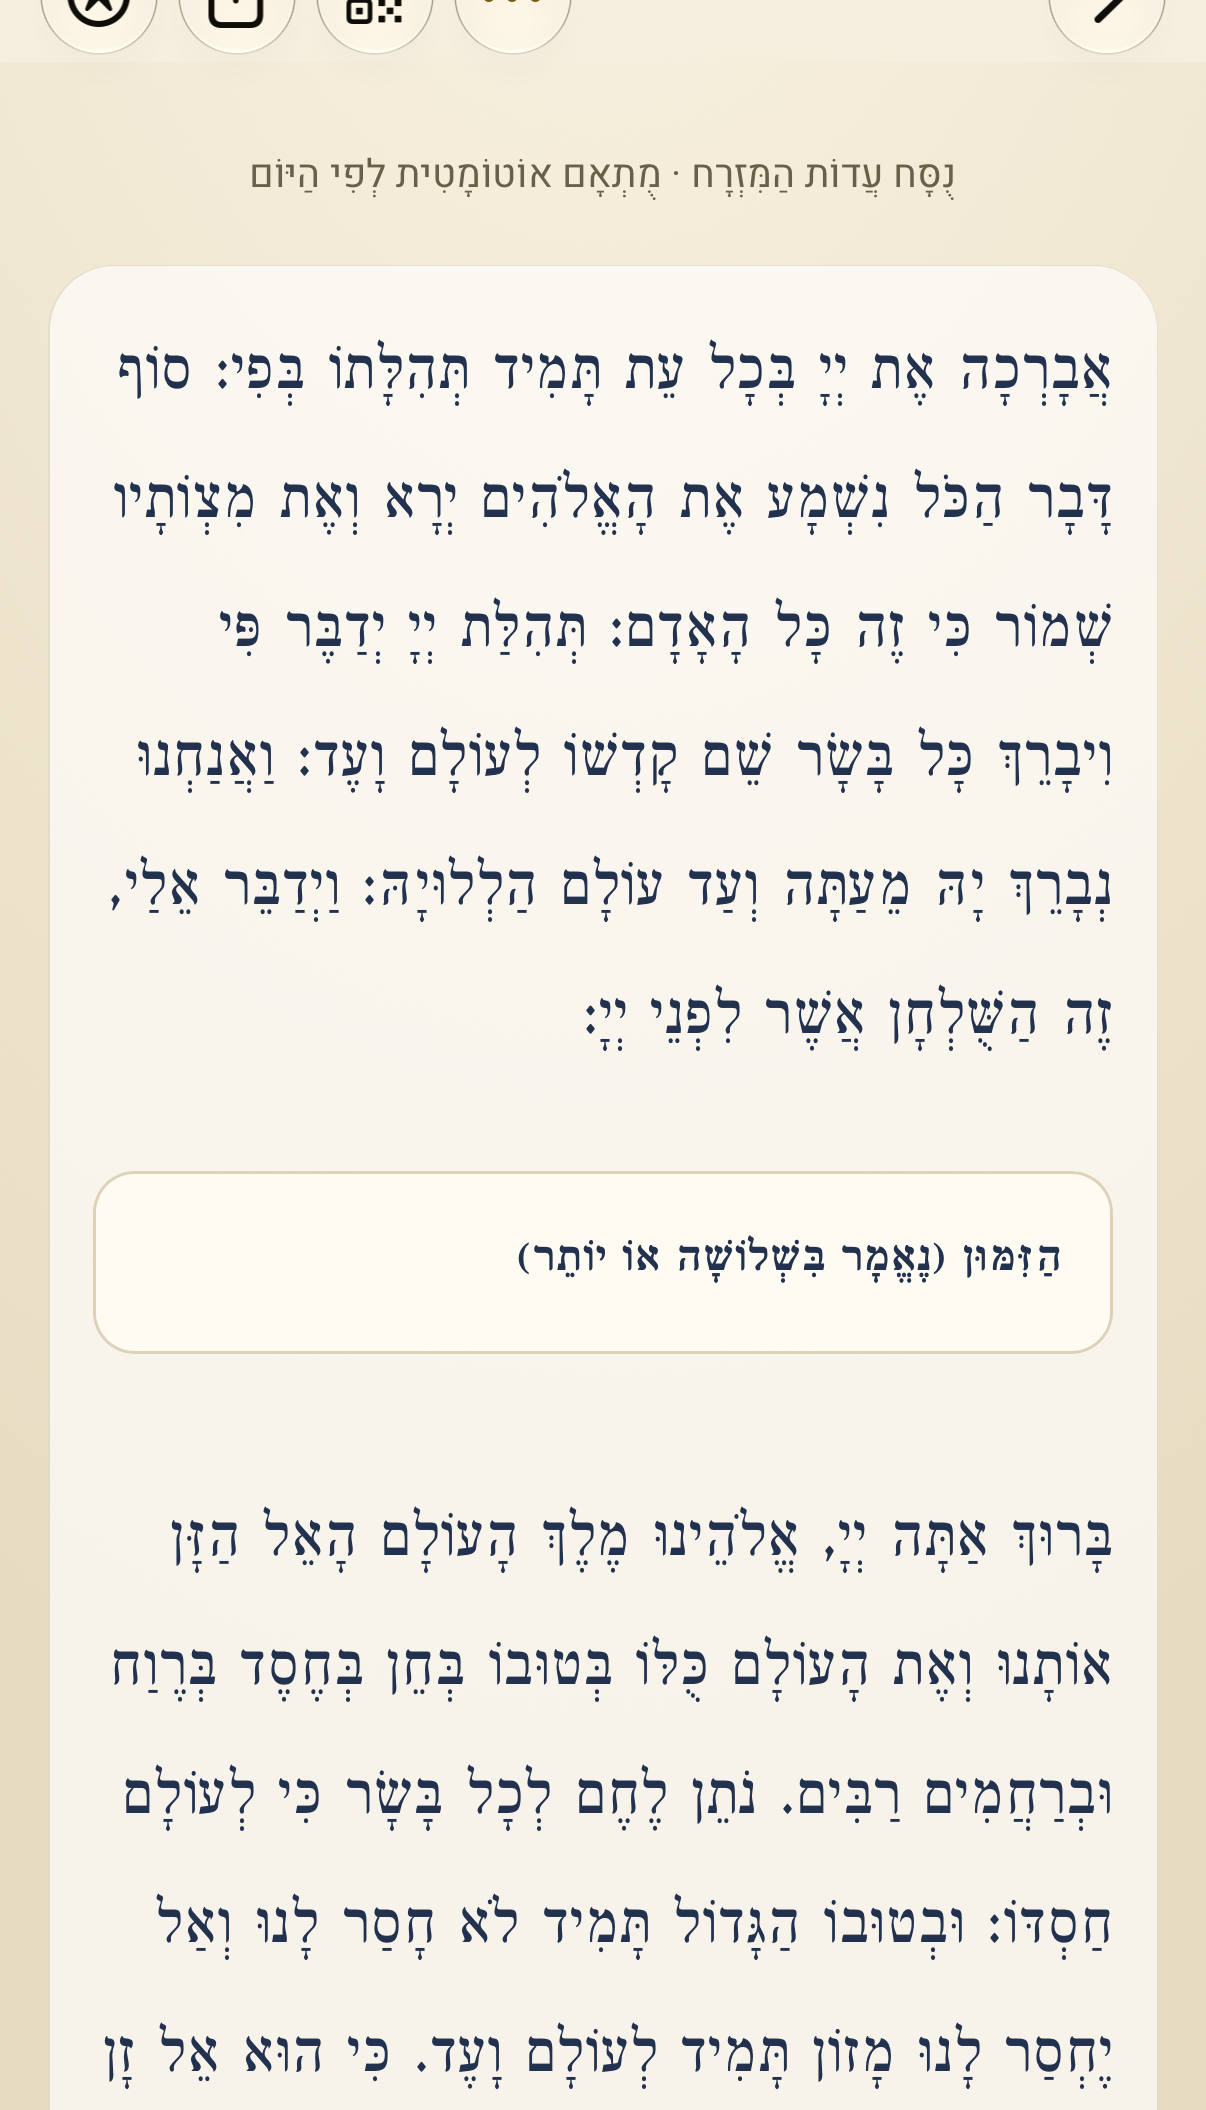 נֻסָּח עֲדוֹת הַמִּזְרָח · מֻתְאָם אוֹטוֹמָטִית לְפִי הַיּוֹם
אֲבָרְכָה אֶת יְיָ בְּכָל עֵת תָּמִיד תְּהִלָּתוֹ בְּפִי: סוֹף
דָּבָר הַכֹּל נִשְׁמָע אֶת הָאֱלֹהִים יְרָא וְאֶת מִצְוֹתָיו
שְׁמוֹר כִּי זֶה כָּל הָאָדָם: תְּהִלַּת יְיָ יְדַבֶּר פִּי
וִיבָרֵךְ כָּל בָּשָׂר שֵׁם קָדְשׁוֹ לְעוֹלָם וָעֶד: וַאֲנַחְנוּ
נְבָרֵךְ יָהּ מֵעַתָּה וְעַד עוֹלָם הַלְלוּיָהּ: וַיְדַבֵּר אֵלַי,
זֶה הַשֻּׁלְחָן אֲשֶׁר לִפְנֵי יְיָ:
הַזִּמּוּן (נֶאֱמָר בִּשְׁלוֹשָׁה אוֹ יוֹתֵר)
בָּרוּךְ אַתָּה יְיָ, אֱלֹהֵינוּ מֶלֶךְ הָעוֹלָם הָאֵל הַזָּן
אוֹתָנוּ וְאֶת הָעוֹלָם כֻּלּוֹ בְּטוּבוֹ בְּחֵן בְּחֶסֶד בְּרֶוַח
וּבְרַחֲמִים רַבִּים. נֹתֵן לֶחֶם לְכָל בָּשָׂר כִּי לְעוֹלָם
חַסְדּוֹ: וּבְטוּבוֹ הַגָּדוֹל תָּמִיד לֹא חָסַר לָנוּ וְאַל
יֶחְסַר לָנוּ מָזוֹן תָּמִיד לְעוֹלָם וָעֶד. כִּי הוּא אֵל זָן